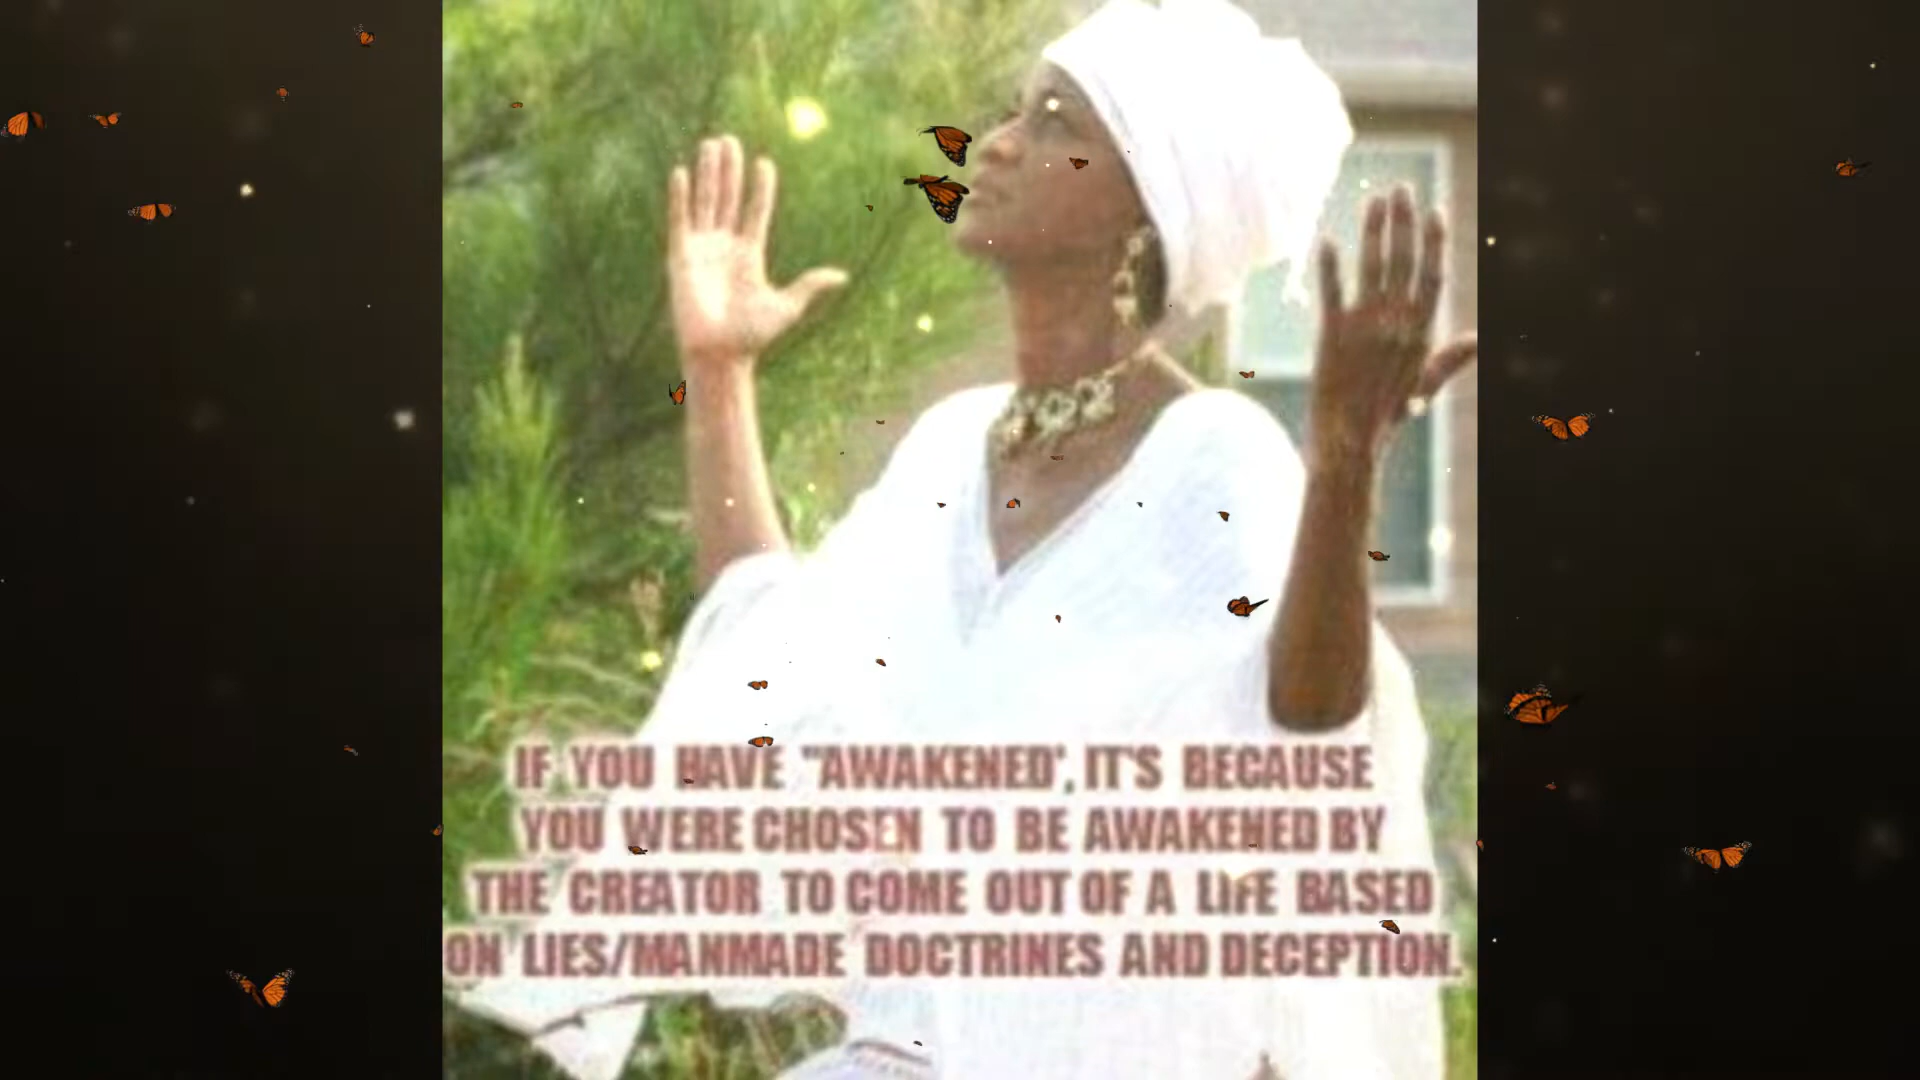 IF YOU HAVE "AWAKENED', IT'S BECAUSE
YOU WERE CHOSEN TO BE AWAKENED BY
THE CREATOR TO COME OUT OF A LIFE BASED
ON LIES/MANMADE DOCTRINES AND DECEPTION.